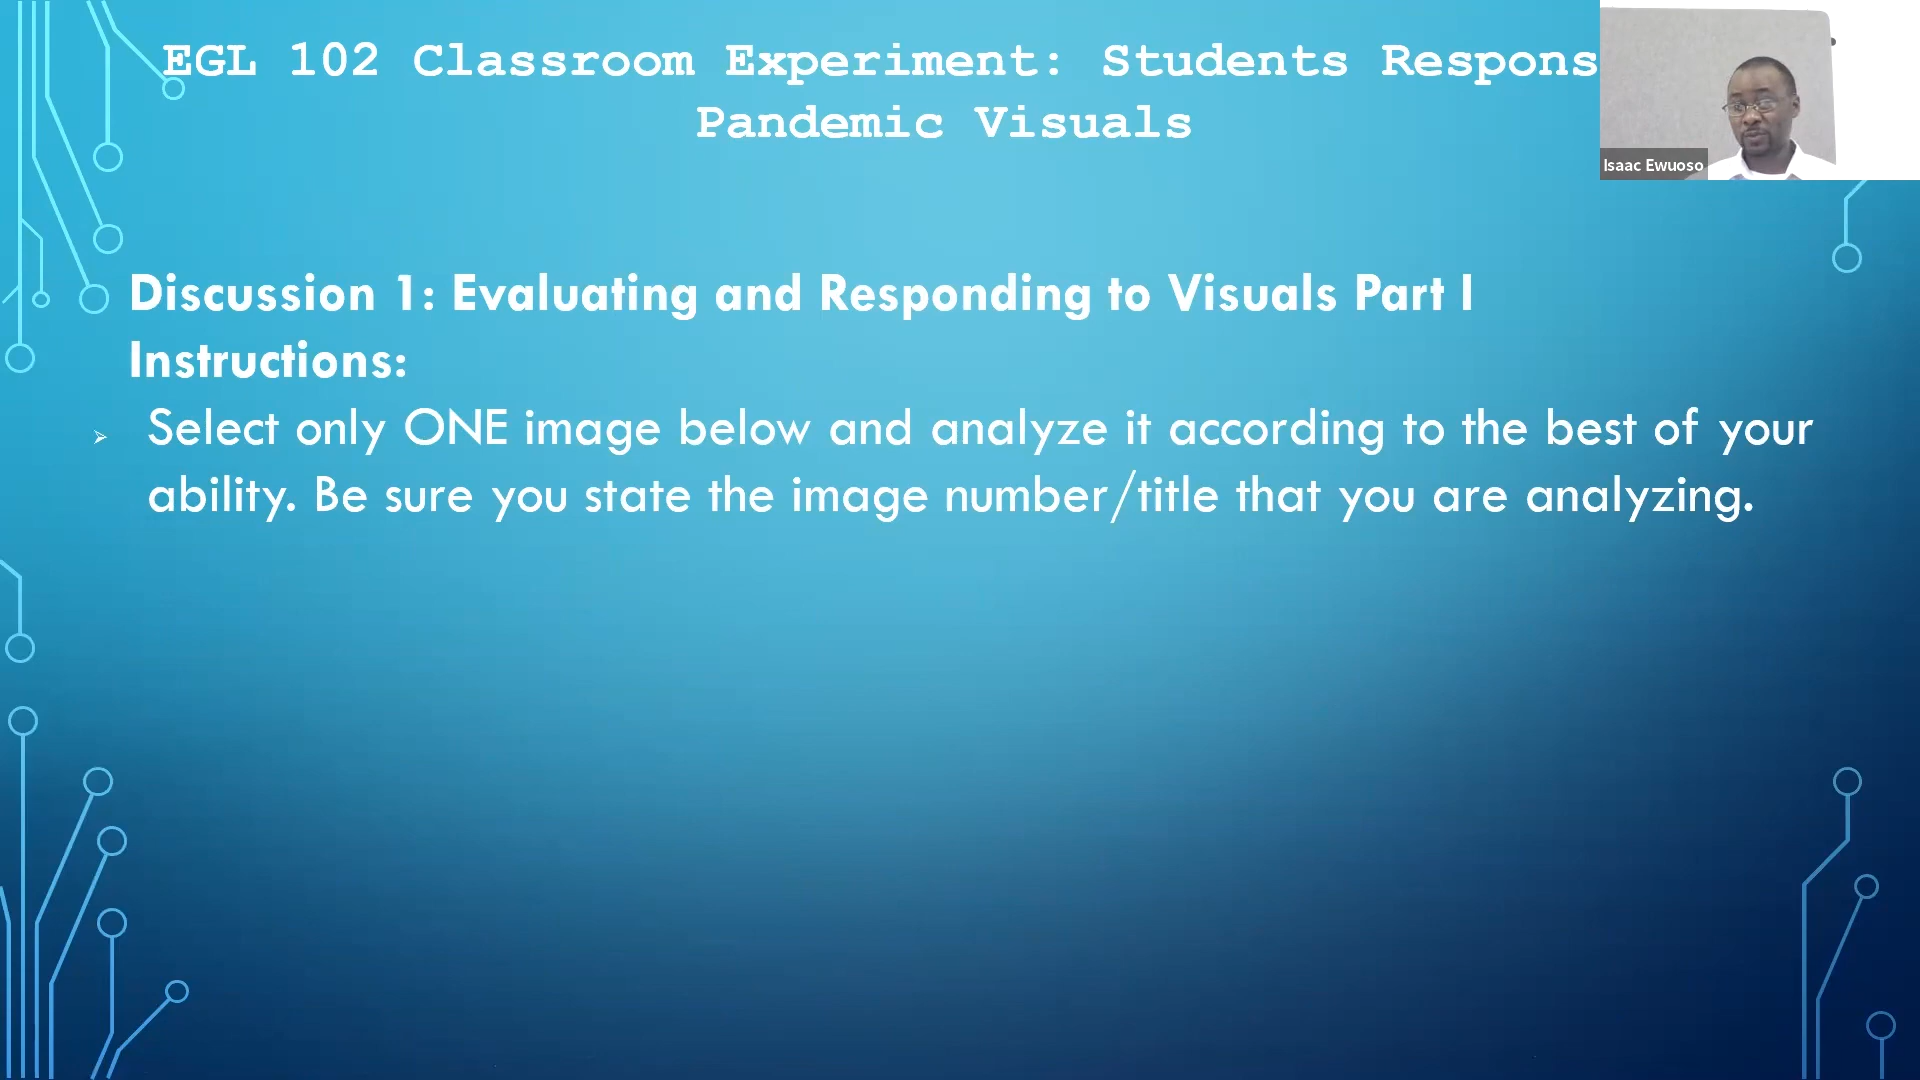 EGL 102 Classroom Experiment: Students Respons
Pandemic Visuals
Isaac Ewuoso
Discussion 1: Evaluating and Responding to Visuals Part I
Instructions:
Select only ONE image below and analyze it according to the best of your
ability. Be sure you state the image number/title that you are analyzing.